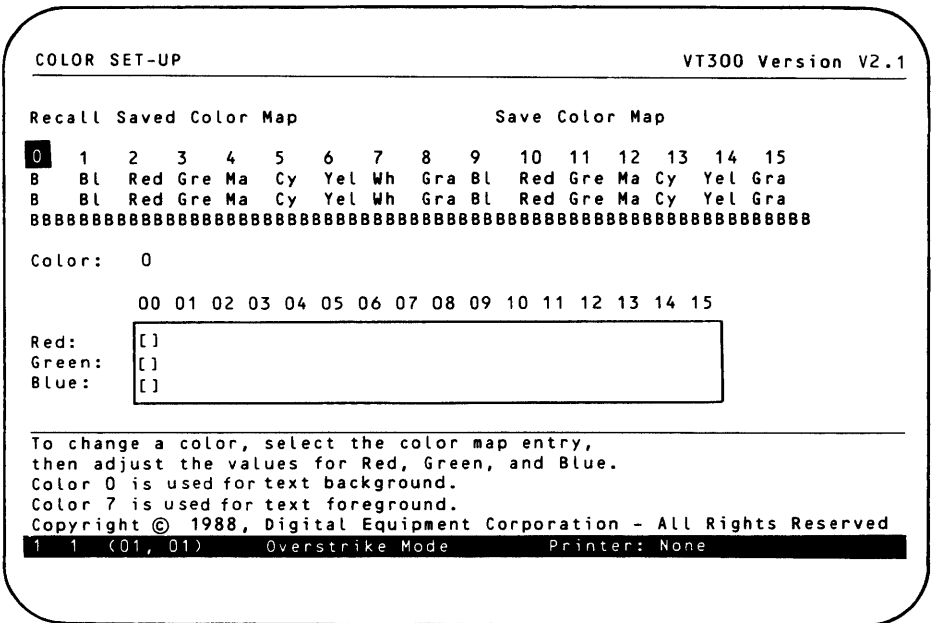 COLOR SET-UP VT300 Version V2.1
Recall Saved Color Map Save Color Map
0 1 2 3 4 5 6 7 8 9 10 11 12 13 14 15
B Bl Red Gre Ma Cy Yel Wh Gra Bl Red Gre Ma Cy Yel Gra
B Bl Red Gre Ma Cy Yel Wh Gra Bl Red Gre Ma Cy Yel Gra
BBBBBBBBBBBBBBBBBBBBBBBBBBBBBBBBBBBBBBBBBBBBBBBBBBBBBBBBBBBBBBBBBBB
Color: 0
00 01 02 03 04 05 06 07 08 09 10 11 12 13 14 15
Red: []
Green: []
Blue: []
To change a color, select the color map entry,
then adjust the values for Red, Green, and Blue.
Color 0 is used for text background.
Color 7 is used for text foreground.
Copyright © 1988, Digital Equipment Corporation - All Rights Reserved
1 1 (01, 01) Overstrike Mode Printer: None